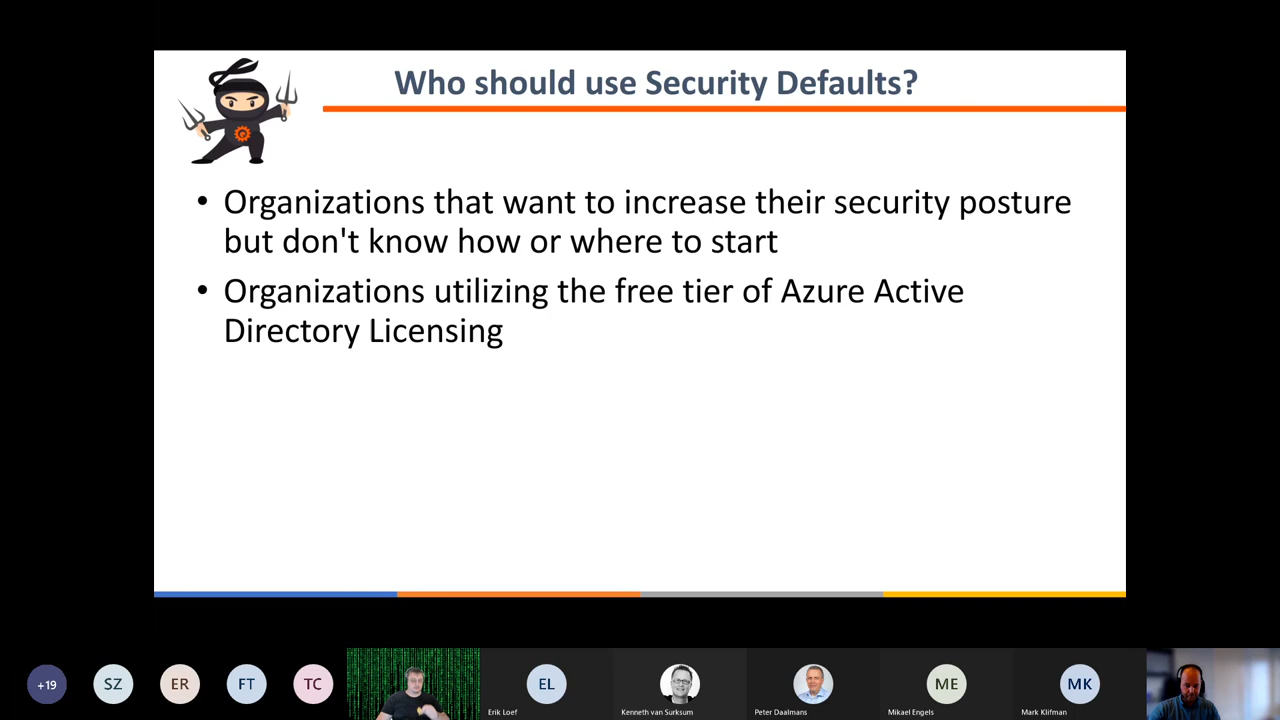 Who should use Security Defaults?
• Organizations that want to increase their security posture
but don't know how or where to start
• Organizations utilizing the free tier of Azure Active
Directory Licensing
+19
SZ
ER
FT
TC
EL
ME
MK
Erik Loef
Kenneth van Surksum
Peter Daalmans
Mikael Engels
Mark Klifman